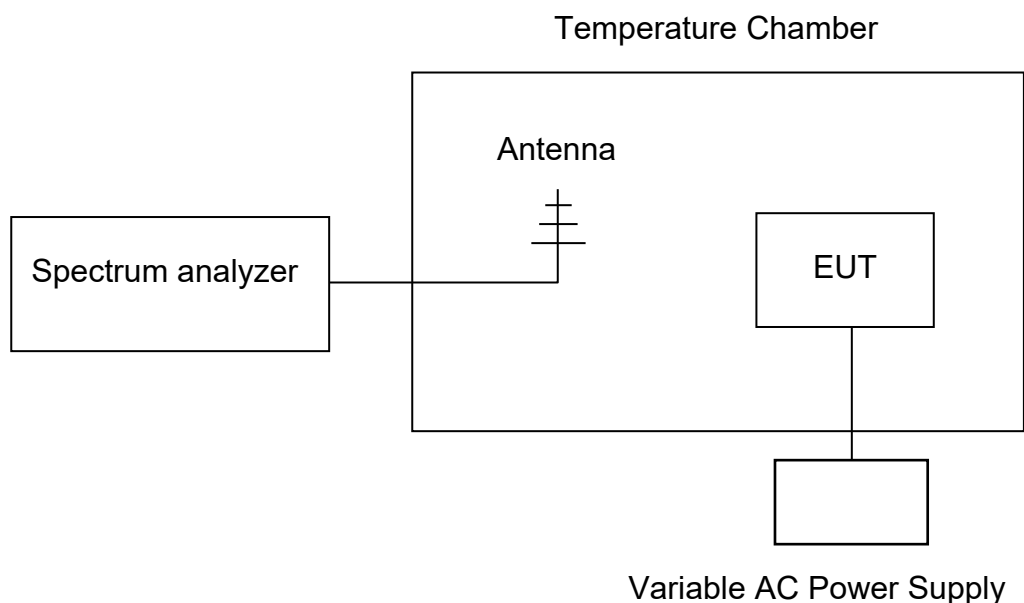 Temperature Chamber
Antenna
Spectrum analyzer
EUT
Variable AC Power Supply